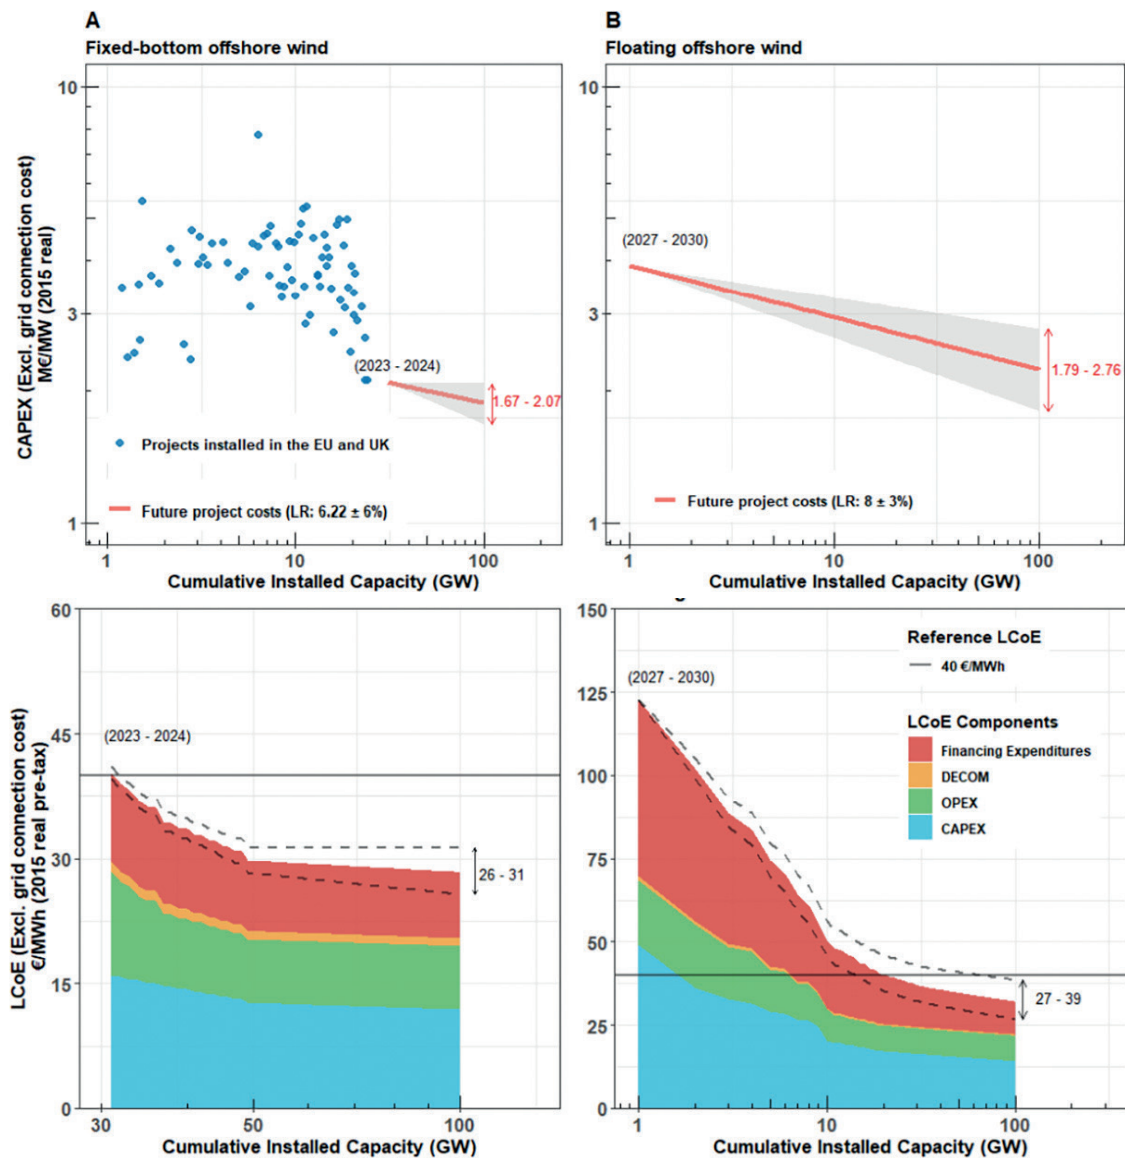 A
Fixed-bottom offshore wind
B
Floating offshore wind
CAPEX (Excl. grid connection cost)
M€/MW (2015 real)
10
3
1
(2023 - 2024)
1.67 - 2.07
Projects installed in the EU and UK
Future project costs (LR: 6.22 ± 6%)
1
10
100
Cumulative Installed Capacity (GW)
10
3
1
(2027 - 2030)
1.79 - 2.76
Future project costs (LR: 8 ± 3%)
1
10
100
Cumulative Installed Capacity (GW)
LCoE (Excl. grid connection cost)
€/MWh (2015 real pre-tax)
60
45
30
15
0
(2023 - 2024)
26 - 31
30
50
100
Cumulative Installed Capacity (GW)
150
125
100
75
50
25
0
(2027 - 2030)
Reference LCoE
40 €/MWh
LCoE Components
Financing Expenditures
DECOM
OPEX
CAPEX
27 - 39
1
10
100
Cumulative Installed Capacity (GW)